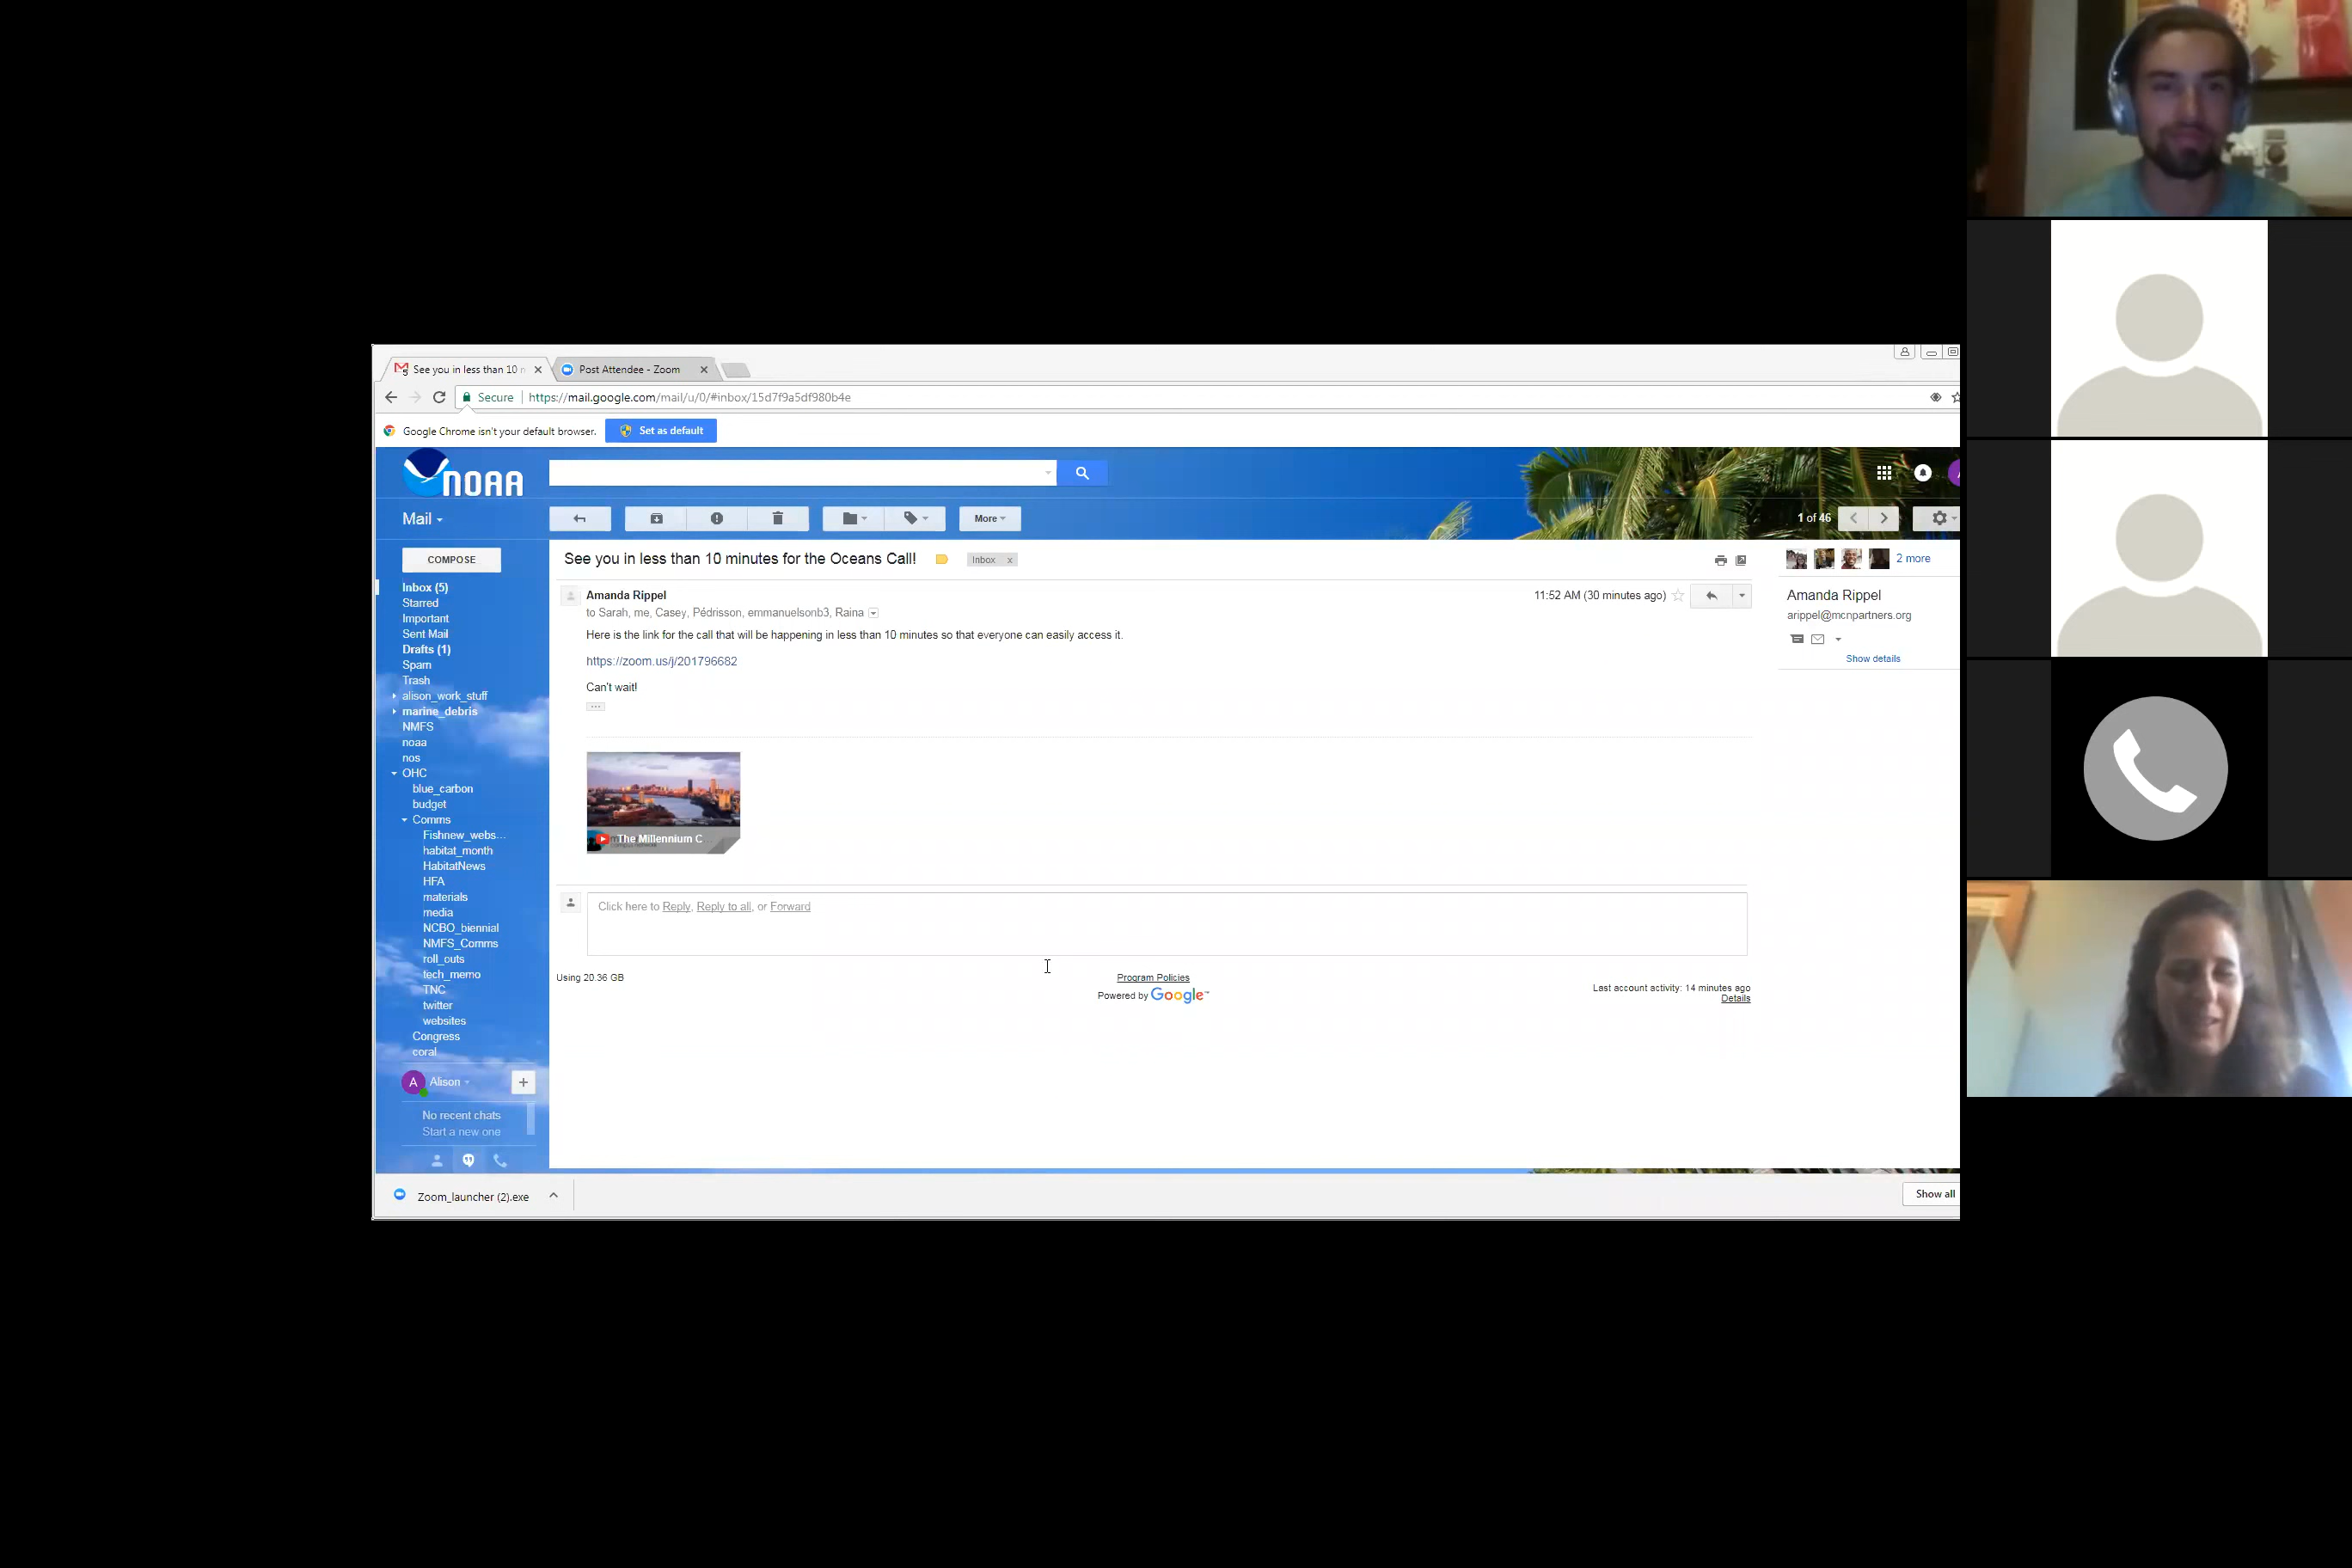 See you in less than 10 m
Post Attendee - Zoom
Secure https://mail.google.com/mail/u/0/#inbox/15d7f9a5df980b4e
Google Chrome isn't your default browser. Set as default
NOAA
Mail
More
1 of 46
COMPOSE
Inbox (5)
Starred
Important
Sent Mail
Drafts (1)
Spam
Trash
alison_work_stuff
marine_debris
NMFS
noaa
nos
OHC
blue_carbon
budget
Comms
Fishnew_webs...
habitat_month
HabitatNews
HFA
materials
media
NCBO_biennial
NMFS_Comms
roll_outs
tech_memo
TNC
twitter
websites
Congress
coral
A Alison
No recent chats
Start a new one
See you in less than 10 minutes for the Oceans Call! Inbox x
Amanda Rippel 11:52 AM (30 minutes ago)
to Sarah, me, Casey, Pédrisson, emmanuelsonb3, Raina
Here is the link for the call that will be happening in less than 10 minutes so that everyone can easily access it.
https://zoom.us/j/201796682
Can't wait!
The Millennium C
Click here to Reply, Reply to all, or Forward
Using 20.36 GB
Program Policies
Powered by Google™
Last account activity: 14 minutes ago
Details
2 more
Amanda Rippel
arippel@mcnpartners.org
Show details
Zoom_launcher (2).exe
Show all